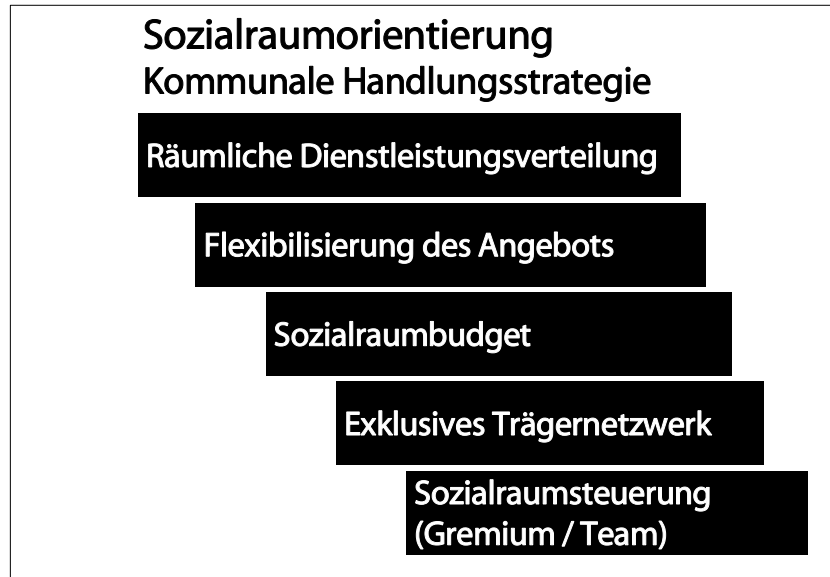 Sozialraumorientierung
Kommunale Handlungsstrategie
Räumliche Dienstleistungsverteilung
Flexibilisierung des Angebots
Sozialraumbudget
Exklusives Trägernetzwerk
Sozialraumsteuerung
(Gremium / Team)